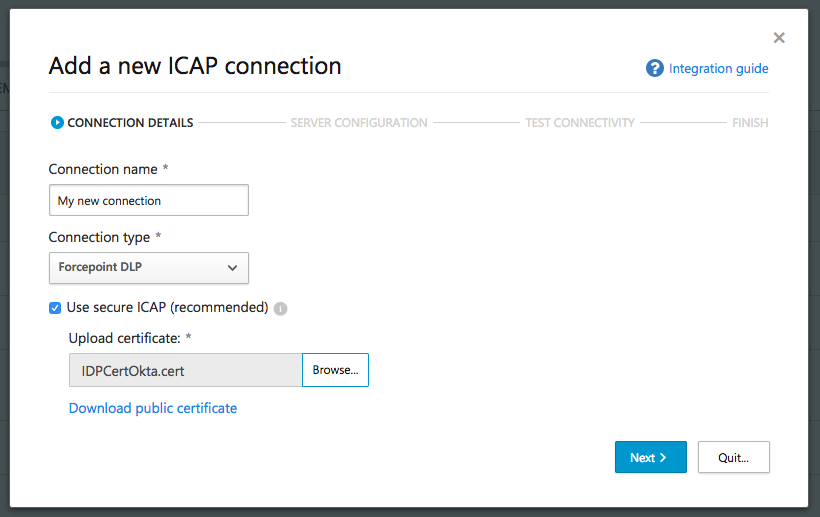 Add a new ICAP connection
? Integration guide
CONNECTION DETAILS SERVER CONFIGURATION TEST CONNECTIVITY FINISH
Connection name *
My new connection
Connection type *
Forcepoint DLP
Use secure ICAP (recommended) i
Upload certificate: *
IDPCertOkta.cert Browse...
Download public certificate
Next Quit...